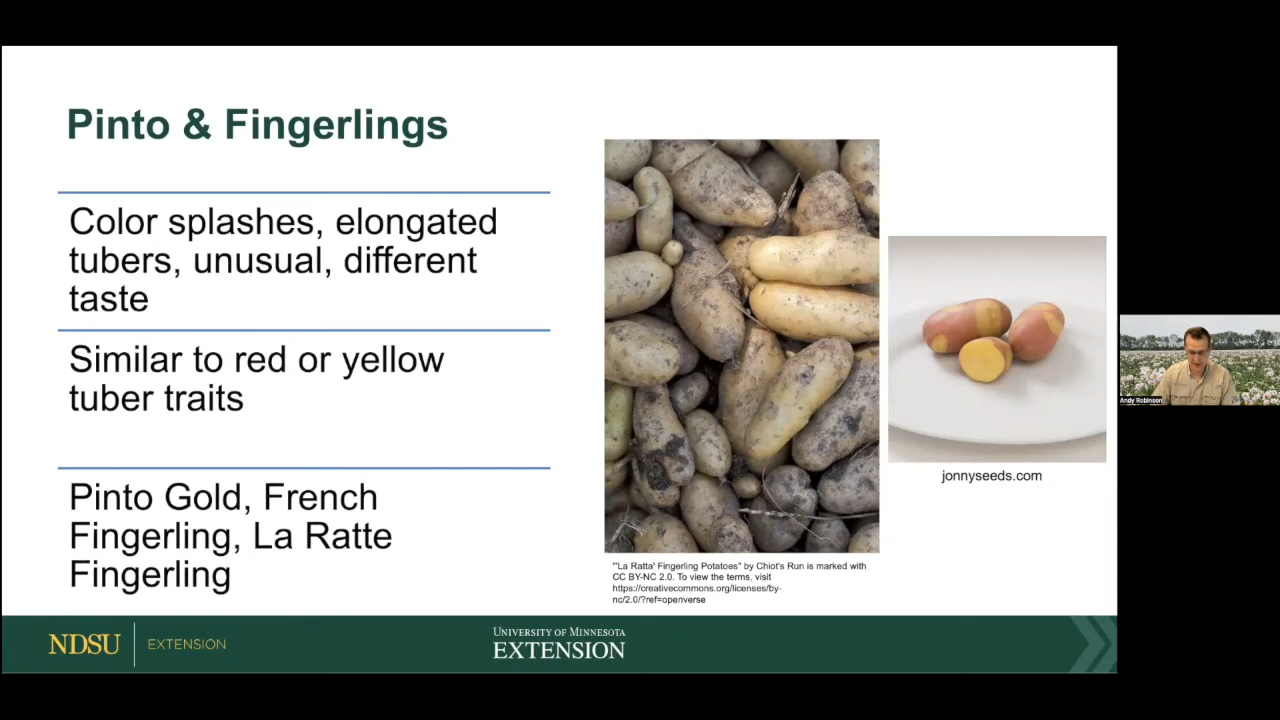 Pinto & Fingerlings
Color splashes, elongated
tubers, unusual, different
taste
Similar to red or yellow
tuber traits
Pinto Gold, French
Fingerling, La Ratte
Fingerling
"'La Ratta' Fingerling Potatoes" by Chiot's Run is marked with
CC BY-NC 2.0. To view the terms, visit
https://creativecommons.org/licenses/by-
nc/2.0/?ref=openverse
jonnyseeds.com
Andy Robinson
NDSU EXTENSION
UNIVERSITY OF MINNESOTA
EXTENSION